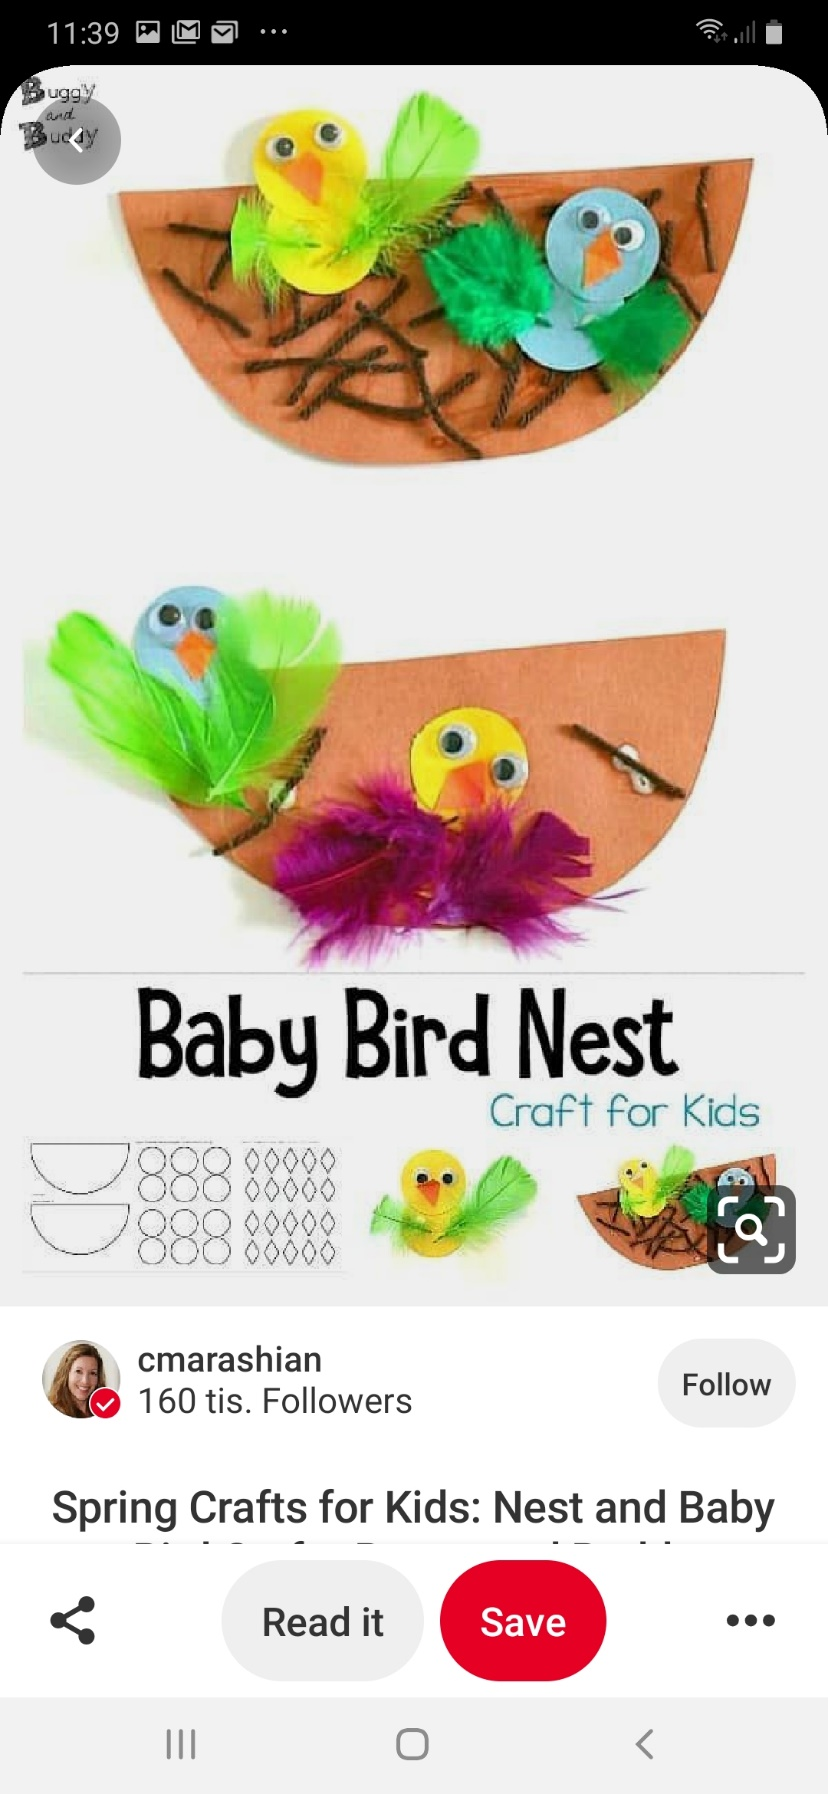 11:39
Buggy
and
Buddy
Baby Bird Nest
Craft for Kids
cmarashian
160 tis. Followers
Follow
Spring Crafts for Kids: Nest and Baby
Read it
Save